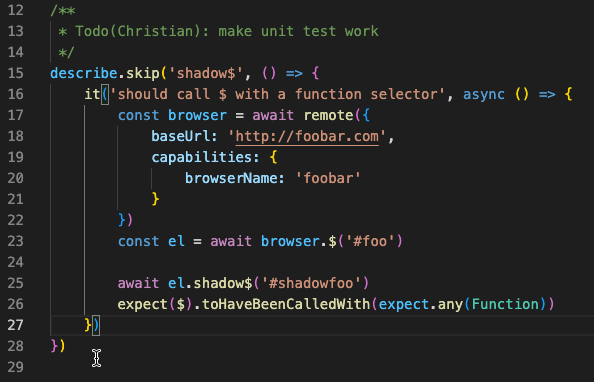 12 /**
13  * Todo(Christian): make unit test work
14  */
15 describe.skip('shadow$', () => {
16     it('should call $ with a function selector', async () => {
17         const browser = await remote({
18             baseUrl: 'http://foobar.com',
19             capabilities: {
20                 browserName: 'foobar'
21             }
22         })
23         const el = await browser.$('#foo')
24
25         await el.shadow$('#shadowfoo')
26         expect($).toHaveBeenCalledWith(expect.any(Function))
27     })
28 })
29